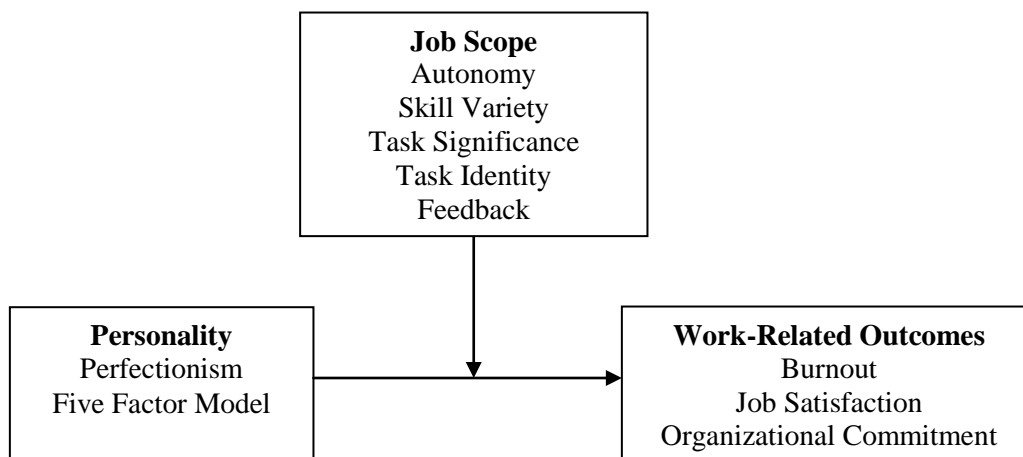 Job Scope
Autonomy
Skill Variety
Task Significance
Task Identity
Feedback
Personality
Perfectionism
Five Factor Model
Work-Related Outcomes
Burnout
Job Satisfaction
Organizational Commitment